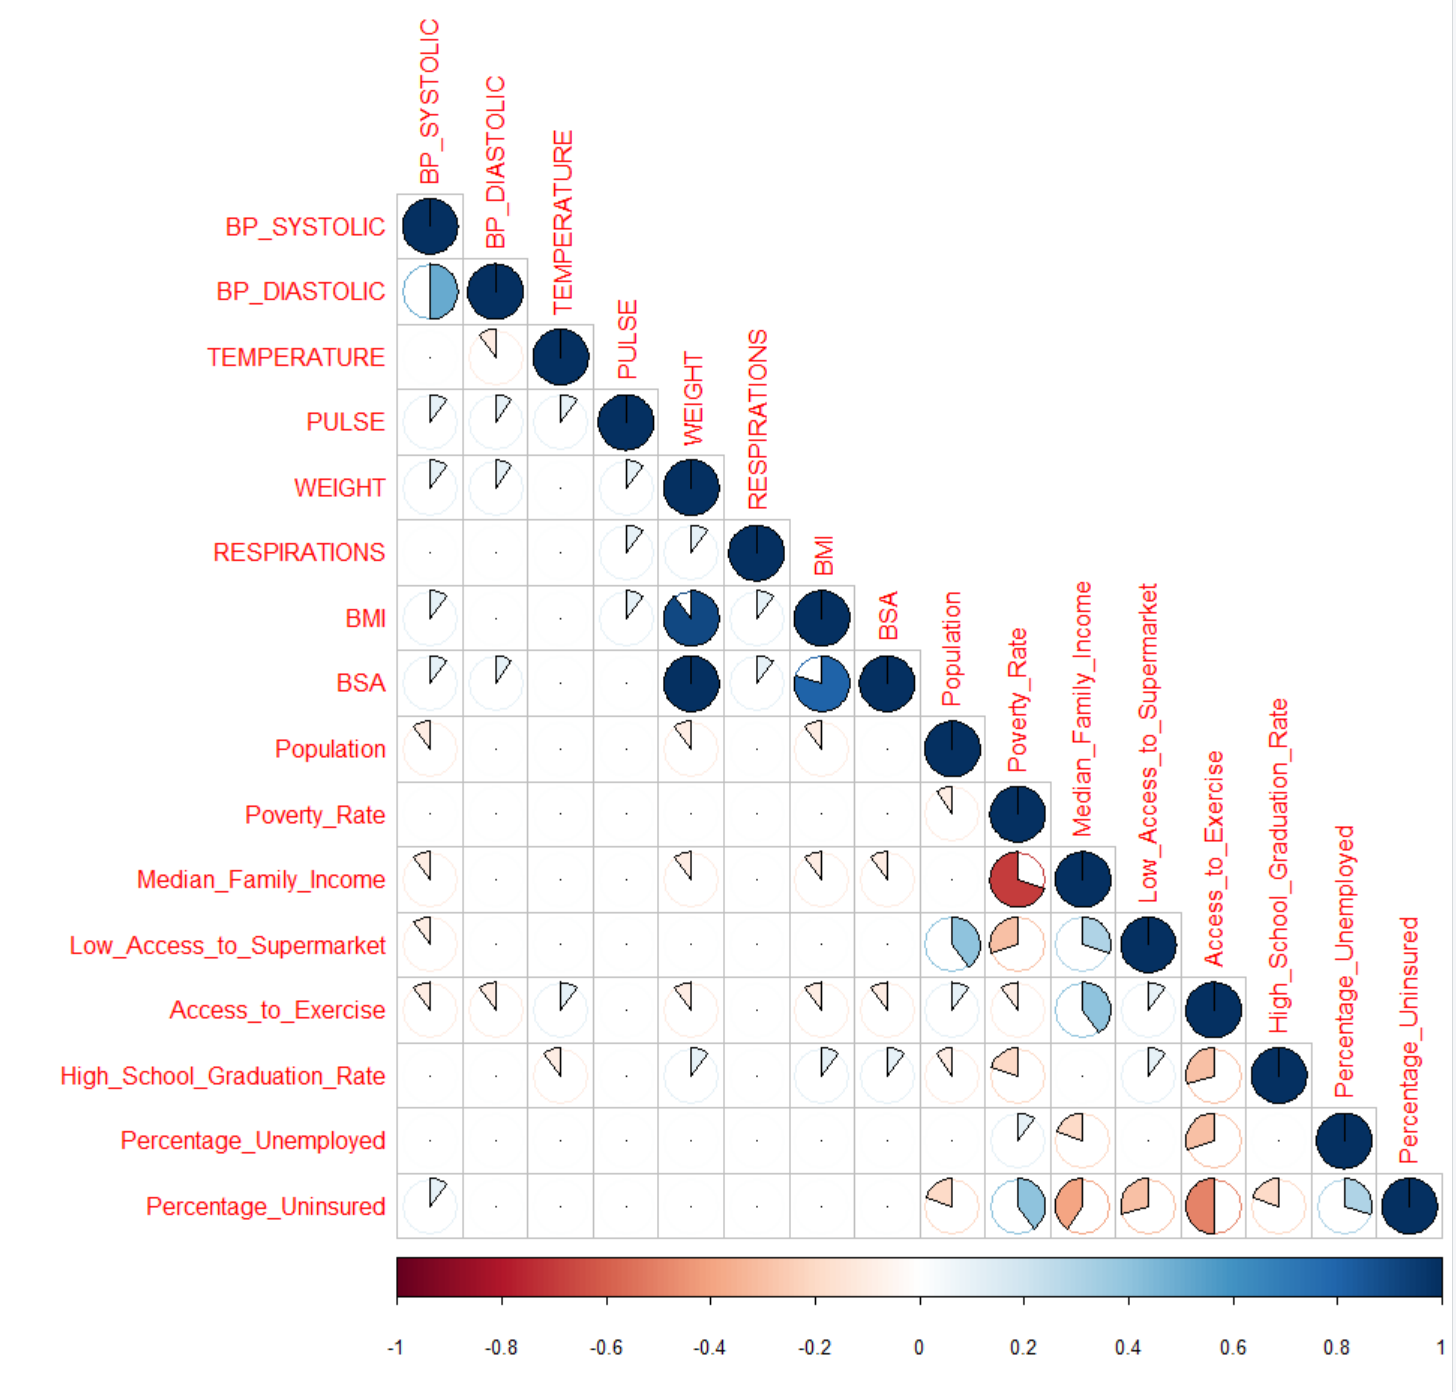 BP_SYSTOLIC
BP_DIASTOLIC
TEMPERATURE
PULSE
WEIGHT
RESPIRATIONS
BMI
BSA
Population
Poverty_Rate
Median_Family_Income
Low_Access_to_Supermarket
Access_to_Exercise
High_School_Graduation_Rate
Percentage_Unemployed
Percentage_Uninsured
BP_SYSTOLIC
BP_DIASTOLIC
TEMPERATURE
PULSE
WEIGHT
RESPIRATIONS
BMI
BSA
Population
Poverty_Rate
Median_Family_Income
Low_Access_to_Supermarket
Access_to_Exercise
High_School_Graduation_Rate
Percentage_Unemployed
Percentage_Uninsured
-1 -0.8 -0.6 -0.4 -0.2 0 0.2 0.4 0.6 0.8 1